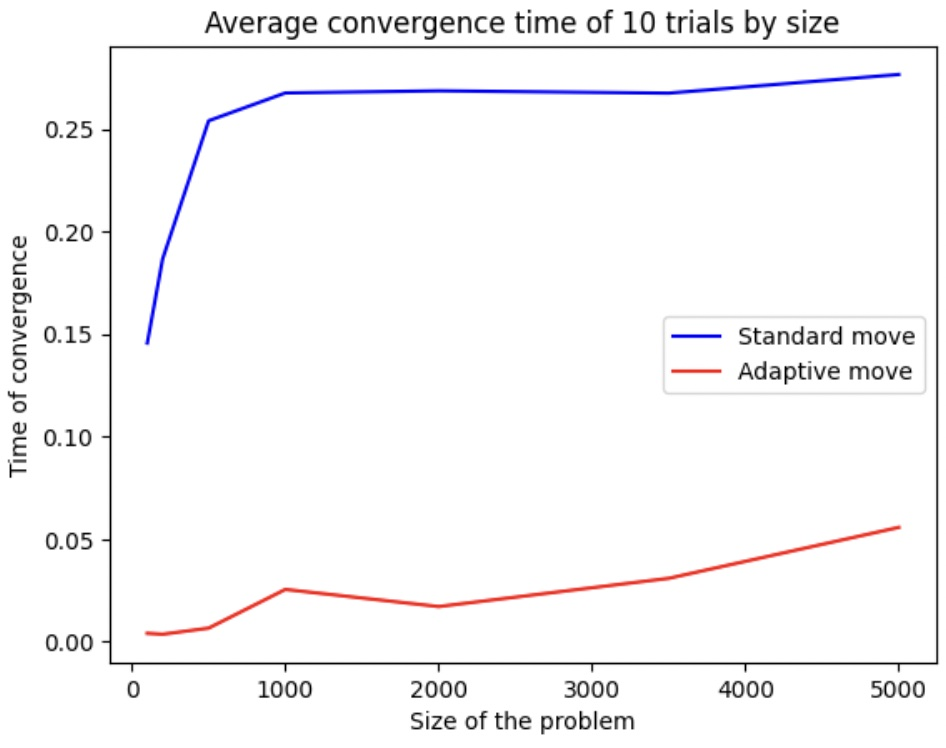 Average convergence time of 10 trials by size
Time of convergence
0.25
0.20
0.15
0.10
0.05
0.00
Standard move
Adaptive move
0 1000 2000 3000 4000 5000
Size of the problem